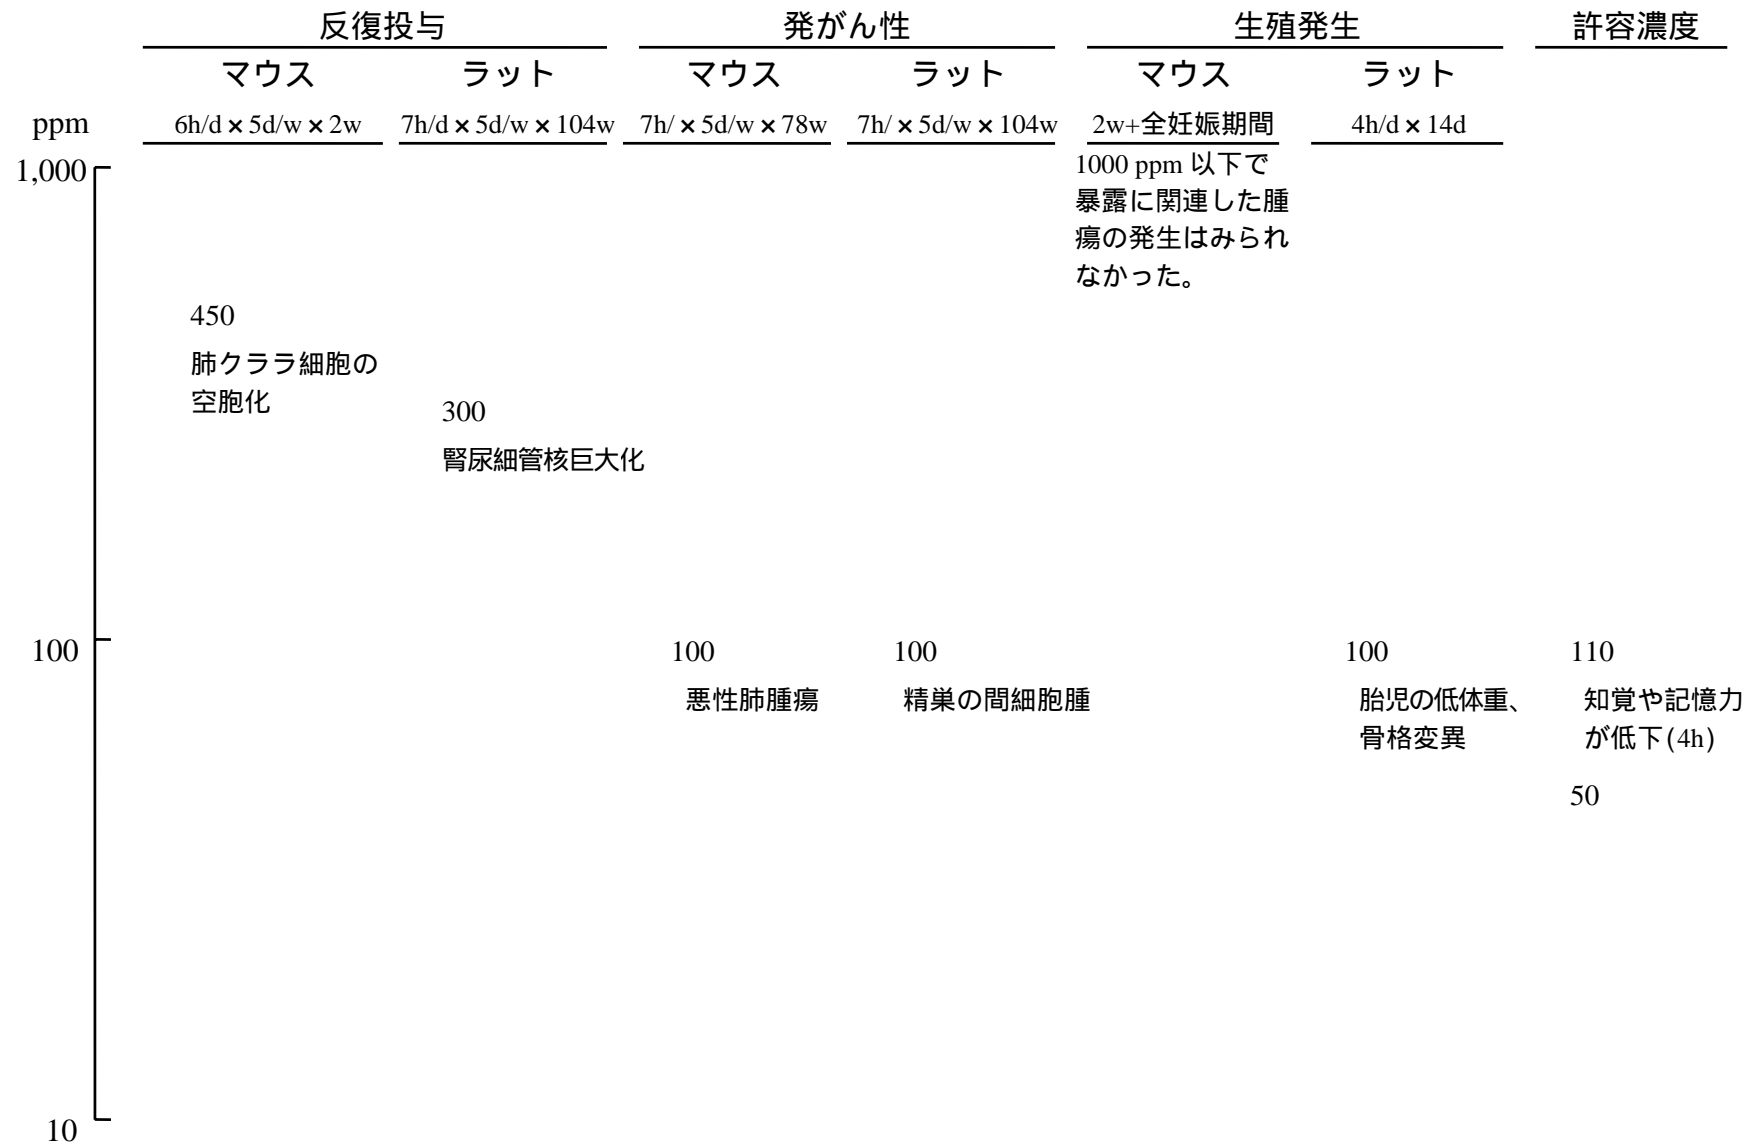 反復投与 発がん性 生殖発生 許容濃度
マウス ラット マウス ラット マウス ラット
ppm 6h/d×5d/w×2w 7h/d×5d/w×104w 7h/×5d/w×78w 7h/×5d/w×104w 2w+全妊娠期間 4h/d×14d
1,000
1000 ppm 以下で
暴露に関連した腫
瘍の発生はみられ
なかった。
450
肺クララ細胞の
空胞化
300
腎尿細管核巨大化
100
100
悪性肺腫瘍
100
精巣の間細胞腫
100
胎児の低体重、
骨格変異
110
知覚や記憶力
が低下(4h)
50
10